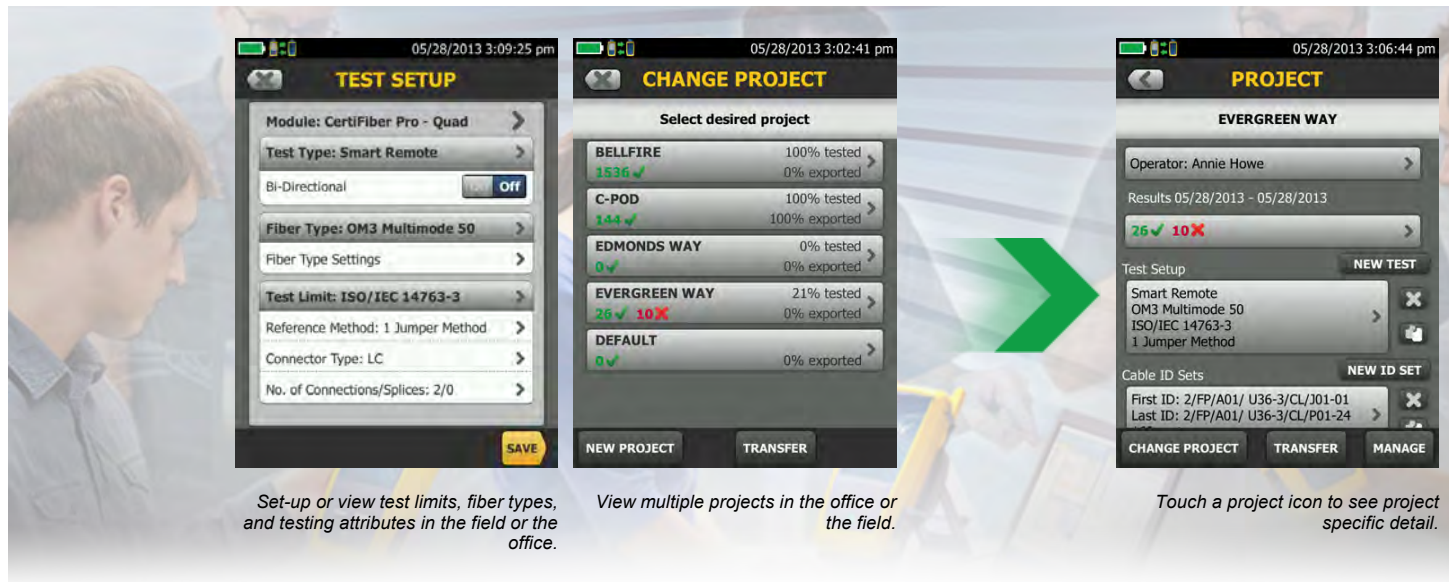 05/28/2013 3:09:25 pm
TEST SETUP
Module: CertiFiber Pro - Quad
Test Type: Smart Remote
Bi-Directional
Off
Fiber Type: OM3 Multimode 50
Fiber Type Settings
Test Limit: ISO/IEC 14763-3
Reference Method: 1 Jumper Method
Connector Type: LC
No. of Connections/Splices: 2/0
SAVE
Set-up or view test limits, fiber types,
and testing attributes in the field or the
office.
05/28/2013 3:02:41 pm
CHANGE PROJECT
Select desired project
BELLFIRE 100% tested
1536 ✓ 0% exported
C-POD 100% tested
144 ✓ 100% exported
EDMONDS WAY 0% tested
0 ✓ 0% exported
EVERGREEN WAY 21% tested
26 ✓ 10 ✗ 0% exported
DEFAULT
0 ✓ 0% exported
NEW PROJECT TRANSFER
View multiple projects in the office or
the field.
05/28/2013 3:06:44 pm
PROJECT
EVERGREEN WAY
Operator: Annie Howe
Results 05/28/2013 - 05/28/2013
26 ✓ 10 ✗
Test Setup NEW TEST
Smart Remote
OM3 Multimode 50
ISO/IEC 14763-3
1 Jumper Method
Cable ID Sets NEW ID SET
First ID: 2/FP/A01/ U36-3/CL/J01-01
Last ID: 2/FP/A01/ U36-3/CL/P01-24
CHANGE PROJECT TRANSFER MANAGE
Touch a project icon to see project
specific detail.